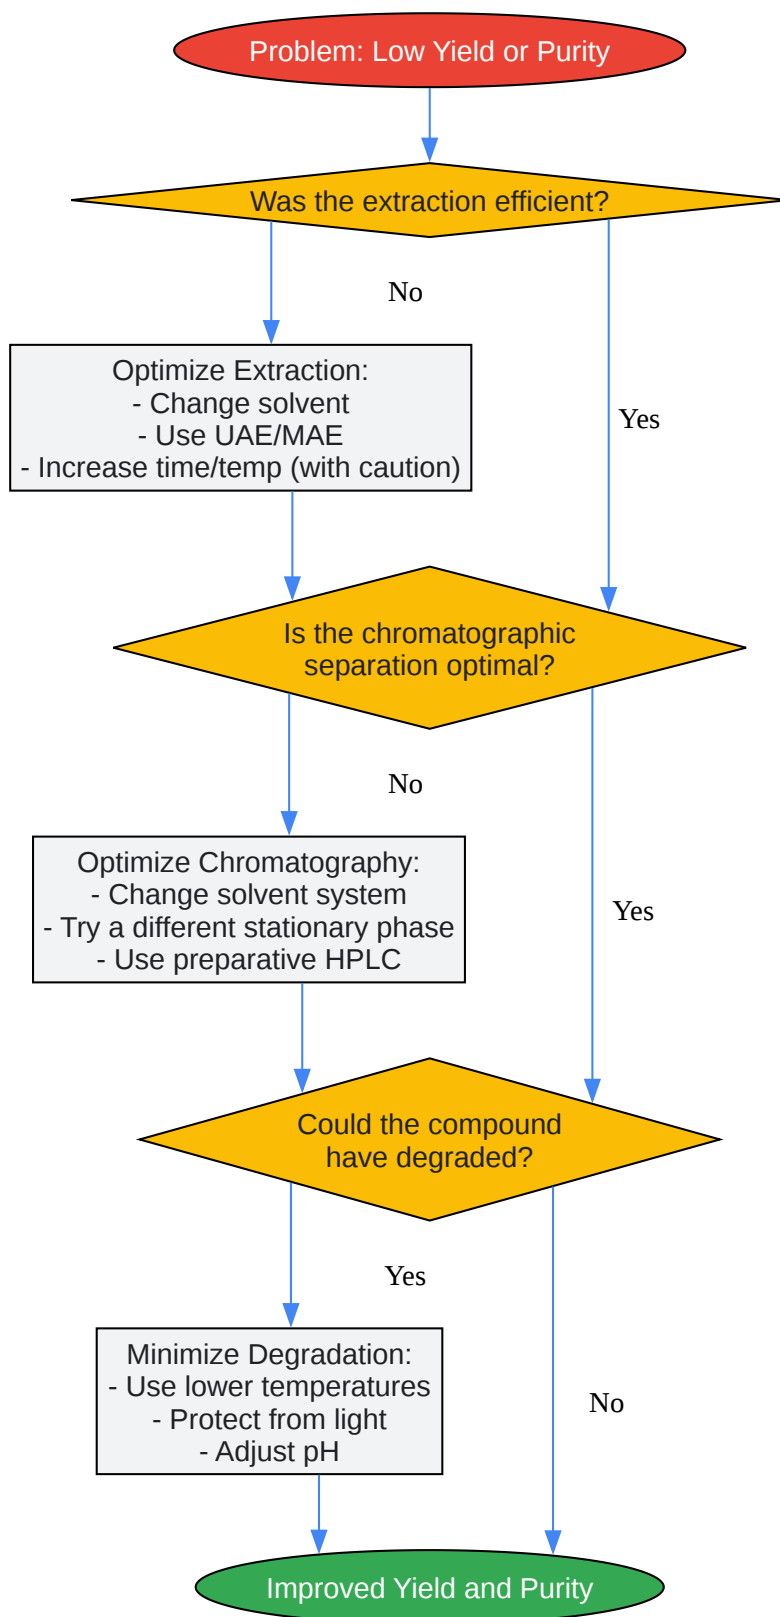 Problem: Low Yield or Purity
Was the extraction efficient?
No
Optimize Extraction:
- Change solvent
- Use UAE/MAE
- Increase time/temp (with caution)
Yes
Is the chromatographic
separation optimal?
No
Optimize Chromatography:
- Change solvent system
- Try a different stationary phase
- Use preparative HPLC
Yes
Could the compound
have degraded?
Yes
Minimize Degradation:
- Use lower temperatures
- Protect from light
- Adjust pH
No
Improved Yield and Purity